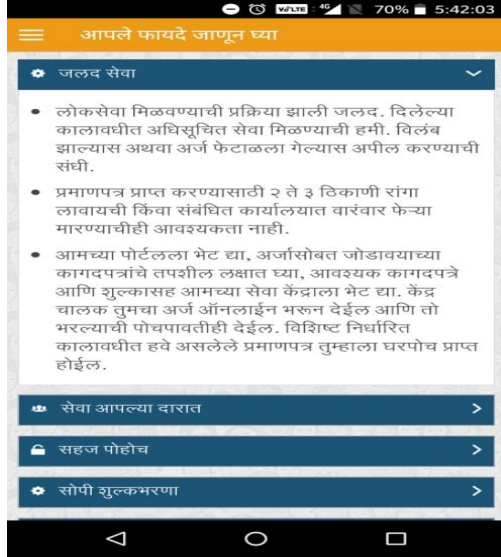 VoLTE 4G 70% 5:42:03
आपले फायदे जाणून घ्या
जलद सेवा
• लोकसेवा मिळवण्याची प्रक्रिया झाली जलद. दिलेल्या
कालावधीत अधिसूचित सेवा मिळण्याची हमी. विलंब
झाल्यास अथवा अर्ज फेटाळला गेल्यास अपील करण्याची
संधी.
• प्रमाणपत्र प्राप्त करण्यासाठी २ ते ३ ठिकाणी रांगा
लावायची किंवा संबंधित कार्यालयात वारंवार फेऱ्या
मारण्याचीही आवश्यकता नाही.
• आमच्या पोर्टलला भेट द्या, अर्जासोबत जोडावयाच्या
कागदपत्रांचे तपशील लक्षात घ्या, आवश्यक कागदपत्रे
आणि शुल्कासह आमच्या सेवा केंद्राला भेट द्या. केंद्र
चालक तुमचा अर्ज ऑनलाईन भरून देईल आणि तो
भरल्याची पोचपावतीही देईल. विशिष्ट निर्धारित
कालावधीत हवे असलेले प्रमाणपत्र तुम्हाला घरपोच प्राप्त
होईल.
सेवा आपल्या दारात
सहज पोहोच
सोपी शुल्कभरणा